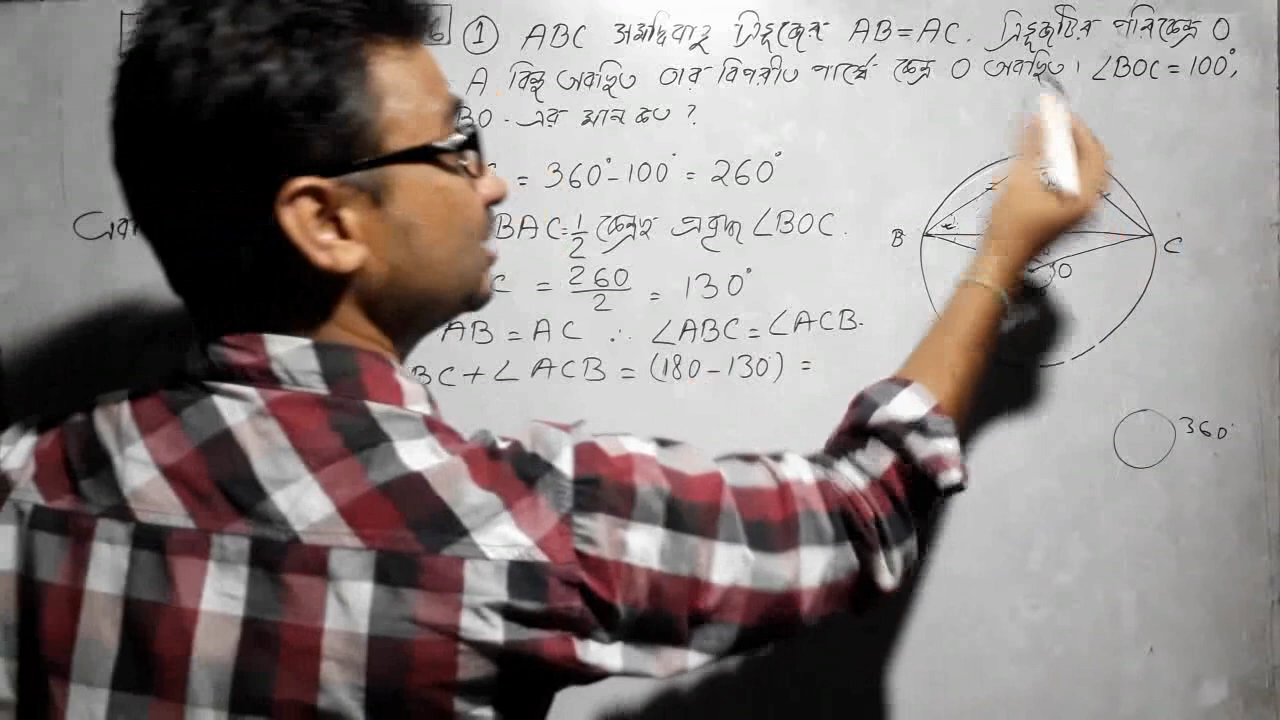 ① ABC সমদ্বিবাহু ত্রিভুজের AB=AC. ত্রিভুজটির পরিকেন্দ্র O
A বিন্দু অবস্থিত তার বিপরীত পার্শ্বে কেন্দ্র O অবস্থিত। ∠BOC = 100°,
BO - এর মান কত ?
= 360° - 100° = 260°
BAC = 1/2 কেন্দ্রস্থ প্রবৃদ্ধ ∠BOC.
C = 260/2 = 130°
AB = AC ∴ ∠ABC = ∠ACB.
BC + ∠ACB = (180 - 130) =
B
C
O
360°